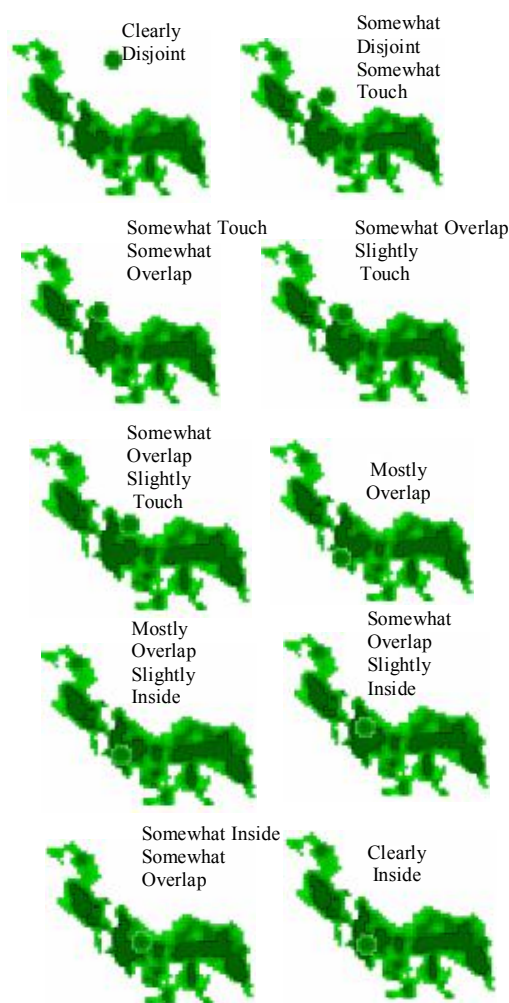 Clearly
Disjoint
Somewhat
Disjoint
Somewhat
Touch
Somewhat Touch
Somewhat
Overlap
Somewhat Overlap
Slightly
Touch
Somewhat
Overlap
Slightly
Touch
Mostly
Overlap
Mostly
Overlap
Slightly
Inside
Somewhat
Overlap
Slightly
Inside
Somewhat Inside
Somewhat
Overlap
Clearly
Inside